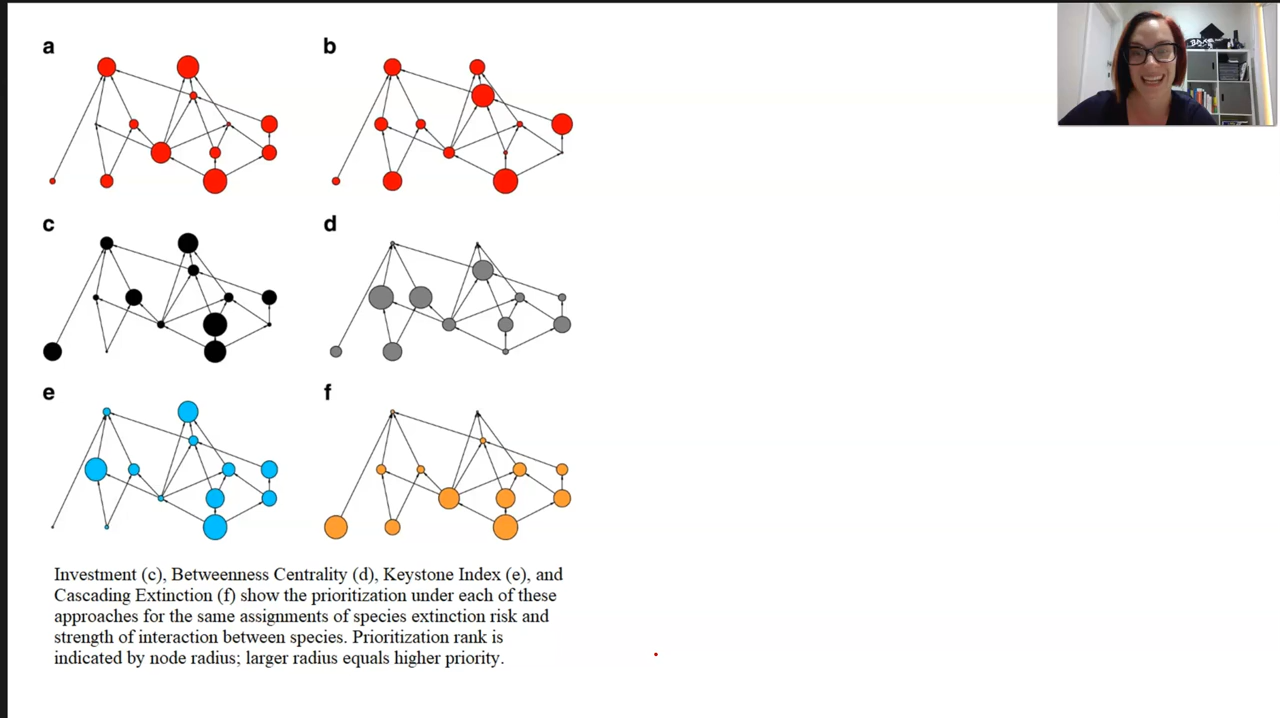 a
b
c
d
e
f
Investment (c), Betweenness Centrality (d), Keystone Index (e), and
Cascading Extinction (f) show the prioritization under each of these
approaches for the same assignments of species extinction risk and
strength of interaction between species. Prioritization rank is
indicated by node radius; larger radius equals higher priority.